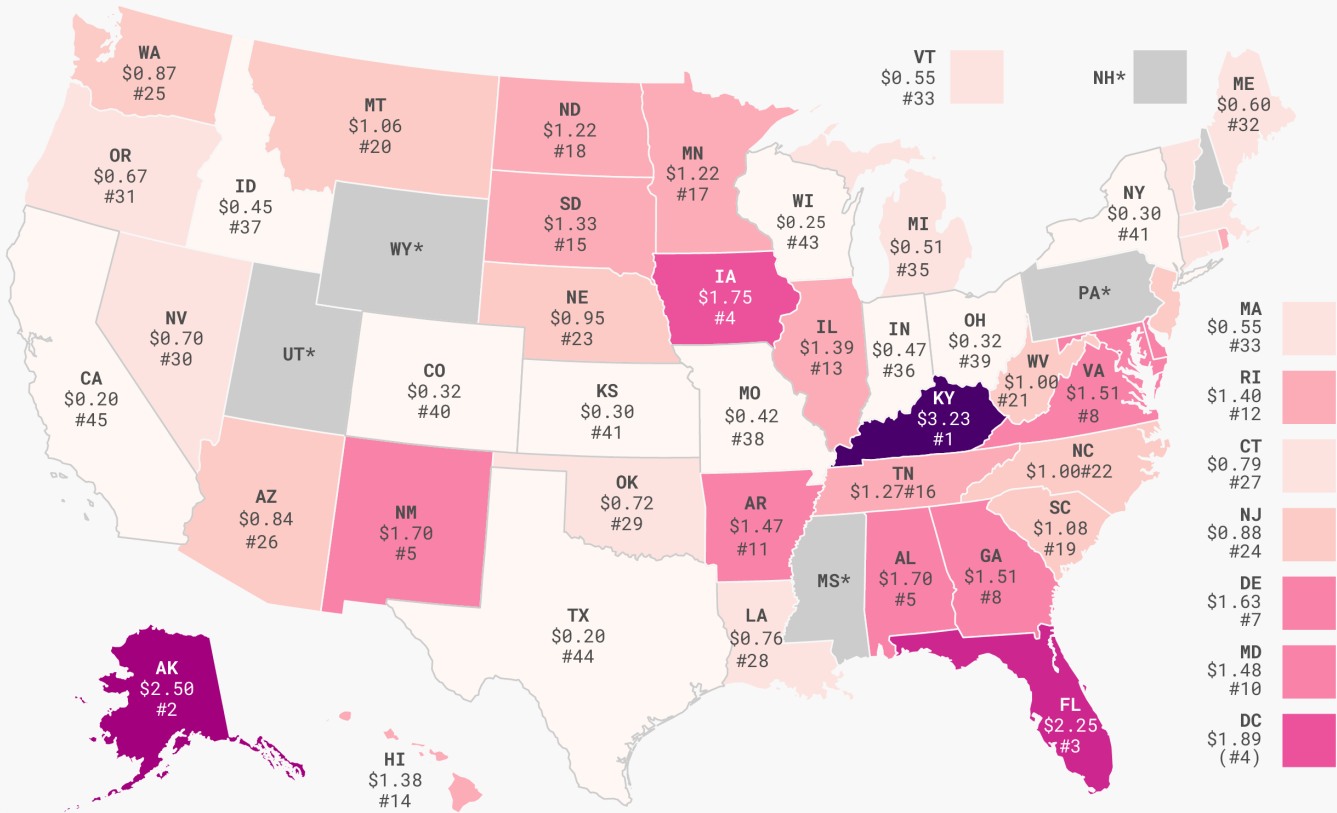 WA
$0.87
#25
MT
$1.06
#20
ND
$1.22
#18
MN
$1.22
#17
VT
$0.55
#33
NH*
ME
$0.60
#32
OR
$0.67
#31
ID
$0.45
#37
WY*
SD
$1.33
#15
WI
$0.25
#43
MI
$0.51
#35
NY
$0.30
#41
NV
$0.70
#30
UT*
NE
$0.95
#23
IA
$1.75
#4
IL
$1.39
#13
IN
$0.47
#36
OH
$0.32
#39
PA*
CA
$0.20
#45
CO
$0.32
#40
KS
$0.30
#41
MO
$0.42
#38
KY
$3.23
#1
WV
$1.00
#21
VA
$1.51
#8
AZ
$0.84
#26
NM
$1.70
#5
OK
$0.72
#29
AR
$1.47
#11
TN
$1.27#16
NC
$1.00#22
SC
$1.08
#19
TX
$0.20
#44
LA
$0.76
#28
MS*
AL
$1.70
#5
GA
$1.51
#8
FL
$2.25
#3
AK
$2.50
#2
HI
$1.38
#14
MA
$0.55
#33
RI
$1.40
#12
CT
$0.79
#27
NJ
$0.88
#24
DE
$1.63
#7
MD
$1.48
#10
DC
$1.89
(#4)